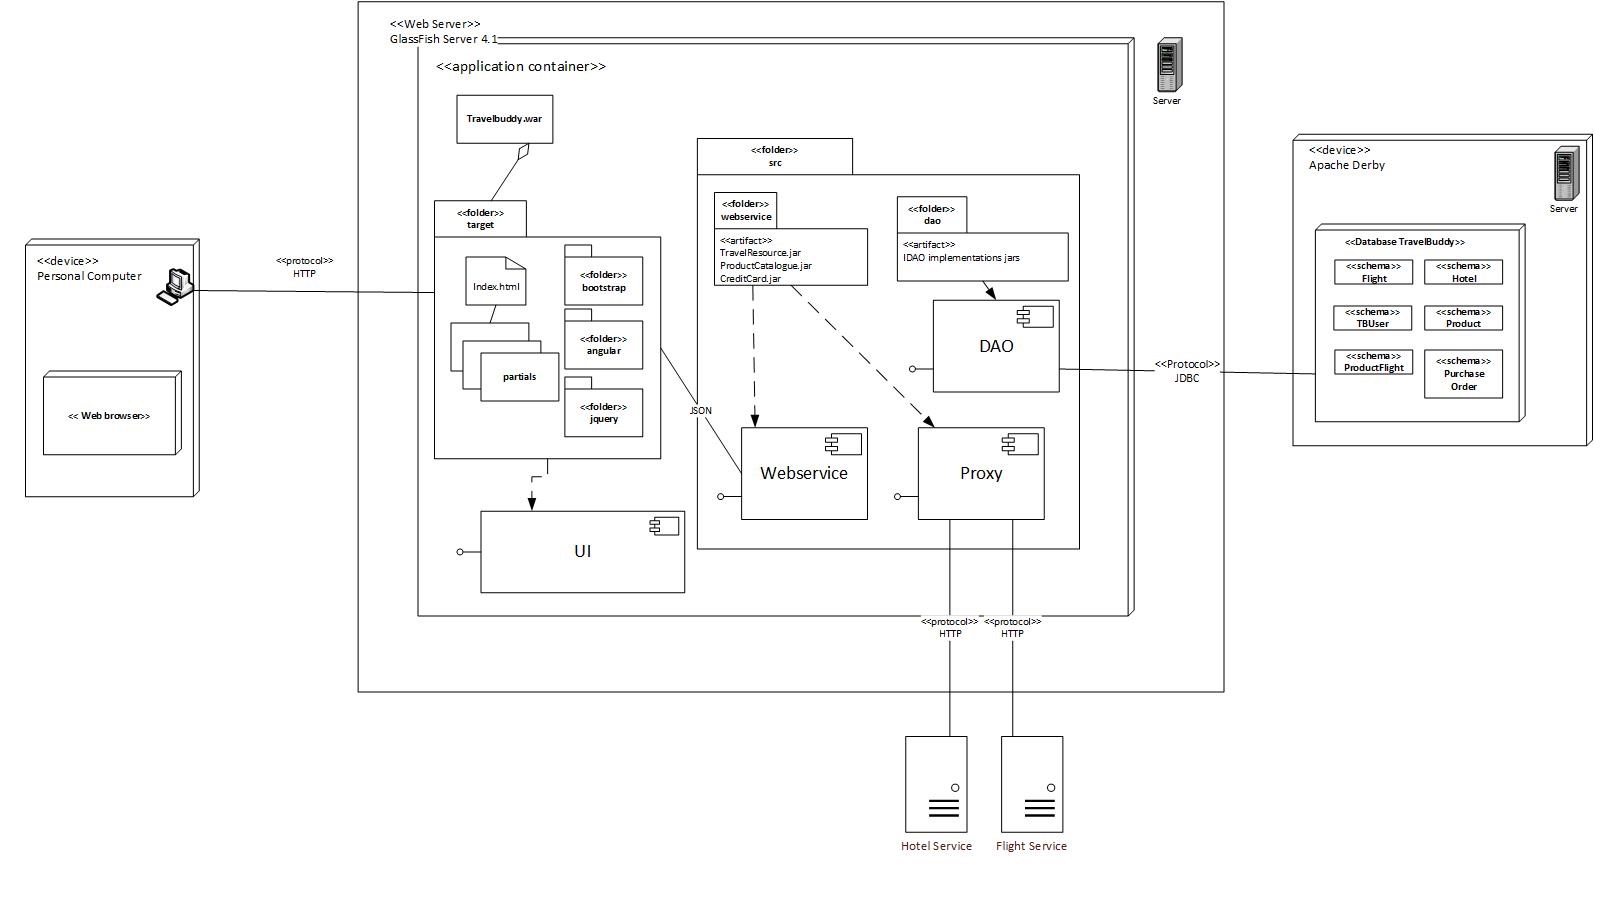 <<Web Server>>
GlassFish Server 4.1
<<application container>>
Server
Travelbuddy.war
<<folder>>
target
Index.html
partials
<<folder>>
bootstrap
<<folder>>
angular
<<folder>>
jquery
UI
JSON
<<folder>>
src
<<folder>>
webservice
<<artifact>>
TravelResource.jar
ProductCatalogue.jar
CreditCard.jar
<<folder>>
dao
<<artifact>>
IDAO implementations jars
DAO
Webservice
Proxy
<<device>>
Personal Computer
<< Web browser>>
<<protocol>>
HTTP
<<Protocol>>
JDBC
<<device>>
Apache Derby
Server
<<Database TravelBuddy>>
<<schema>>
Flight
<<schema>>
Hotel
<<schema>>
TBUser
<<schema>>
Product
<<schema>>
ProductFlight
<<schema>>
Purchase
Order
<<protocol>>
HTTP
<<protocol>>
HTTP
Hotel Service
Flight Service